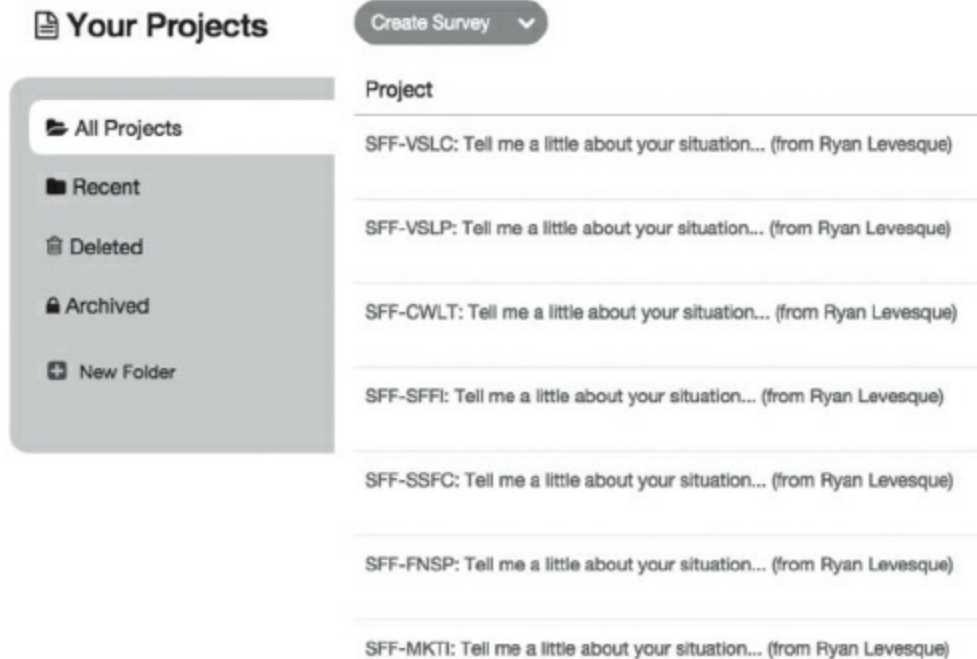 Your Projects
Create Survey
All Projects
Recent
Deleted
Archived
New Folder
Project
SFF-VSLC: Tell me a little about your situation... (from Ryan Levesque)
SFF-VSLP: Tell me a little about your situation... (from Ryan Levesque)
SFF-CWLT: Tell me a little about your situation... (from Ryan Levesque)
SFF-SFFI: Tell me a little about your situation... (from Ryan Levesque)
SFF-SSFC: Tell me a little about your situation... (from Ryan Levesque)
SFF-FNSP: Tell me a little about your situation... (from Ryan Levesque)
SFF-MKTI: Tell me a little about your situation... (from Ryan Levesque)